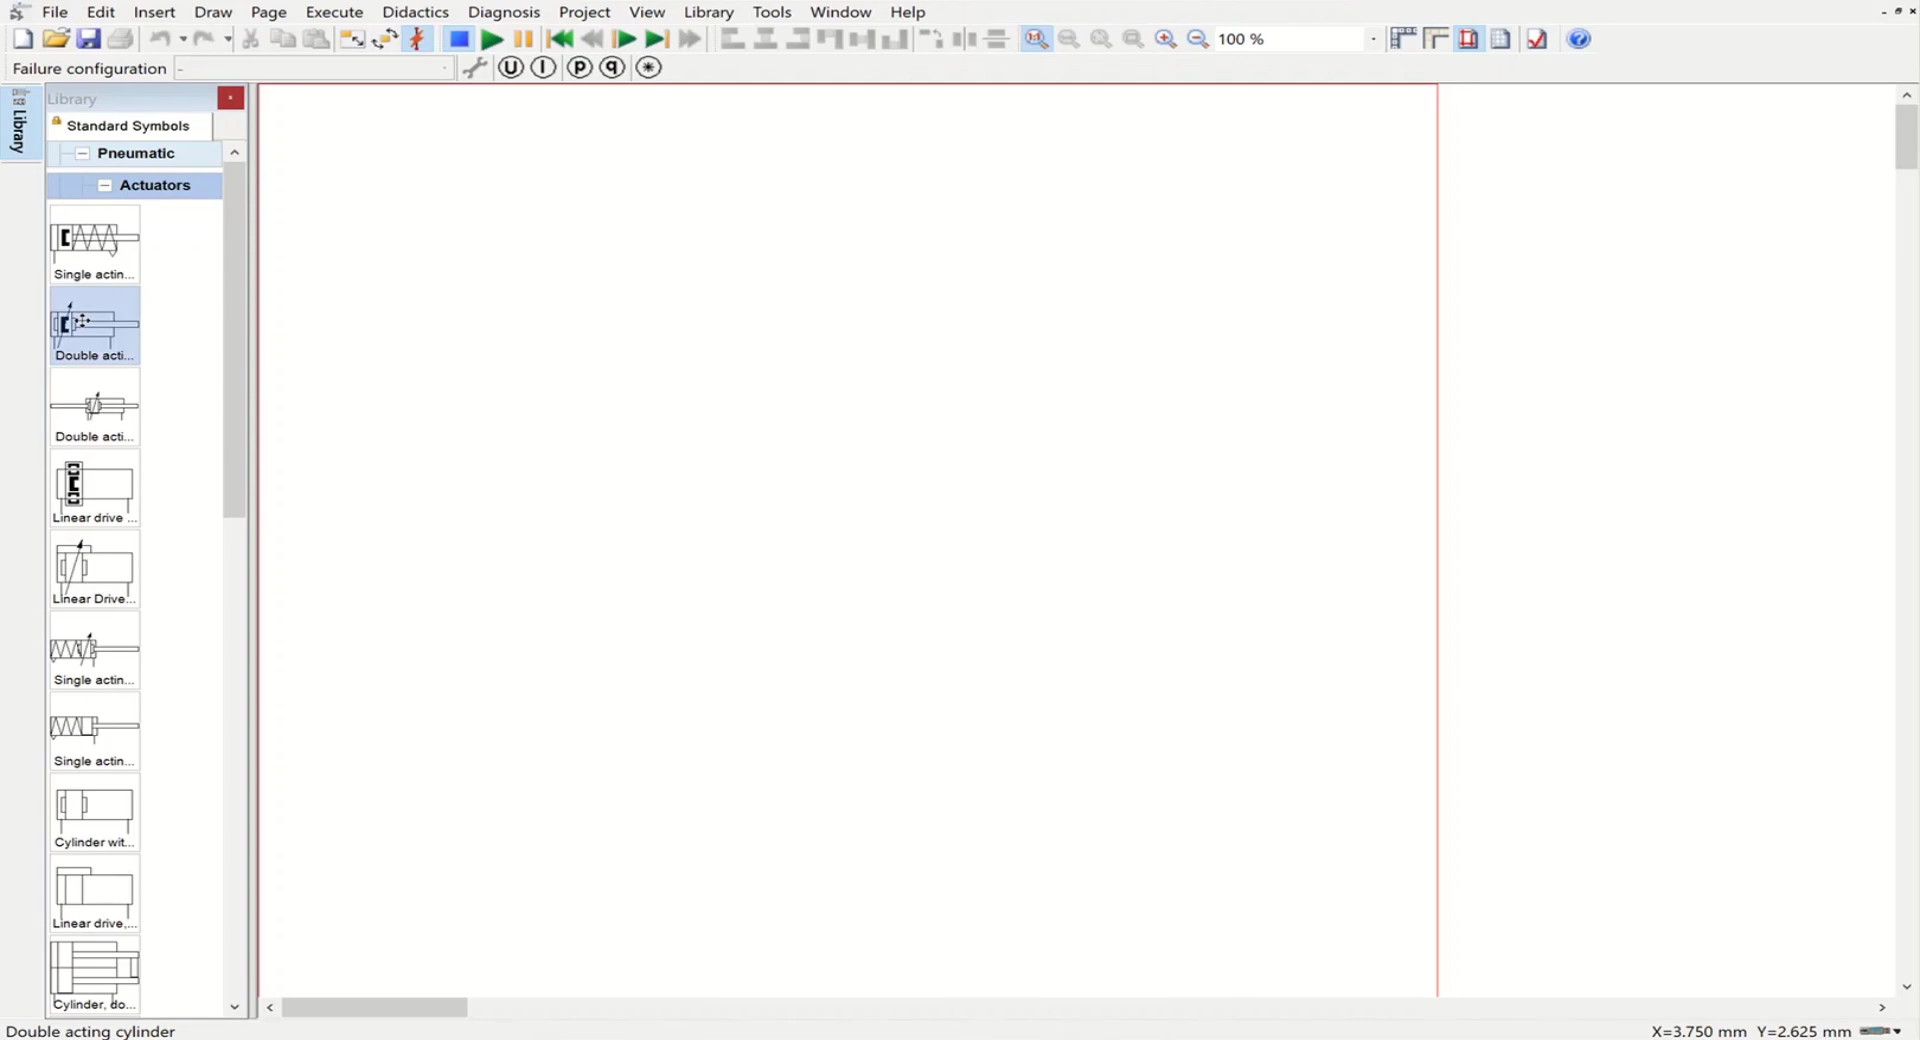 File Edit Insert Draw Page Execute Didactics Diagnosis Project View Library Tools Window Help
100 %
Failure configuration -
U I p q
Library
Library
Standard Symbols
Pneumatic
Actuators
Single actin...
Double acti...
Double acti...
Linear drive ...
Linear Drive...
Single actin...
Single actin...
Cylinder wit...
Linear drive,...
Cylinder, do...
Double acting cylinder
X=3.750 mm Y=2.625 mm